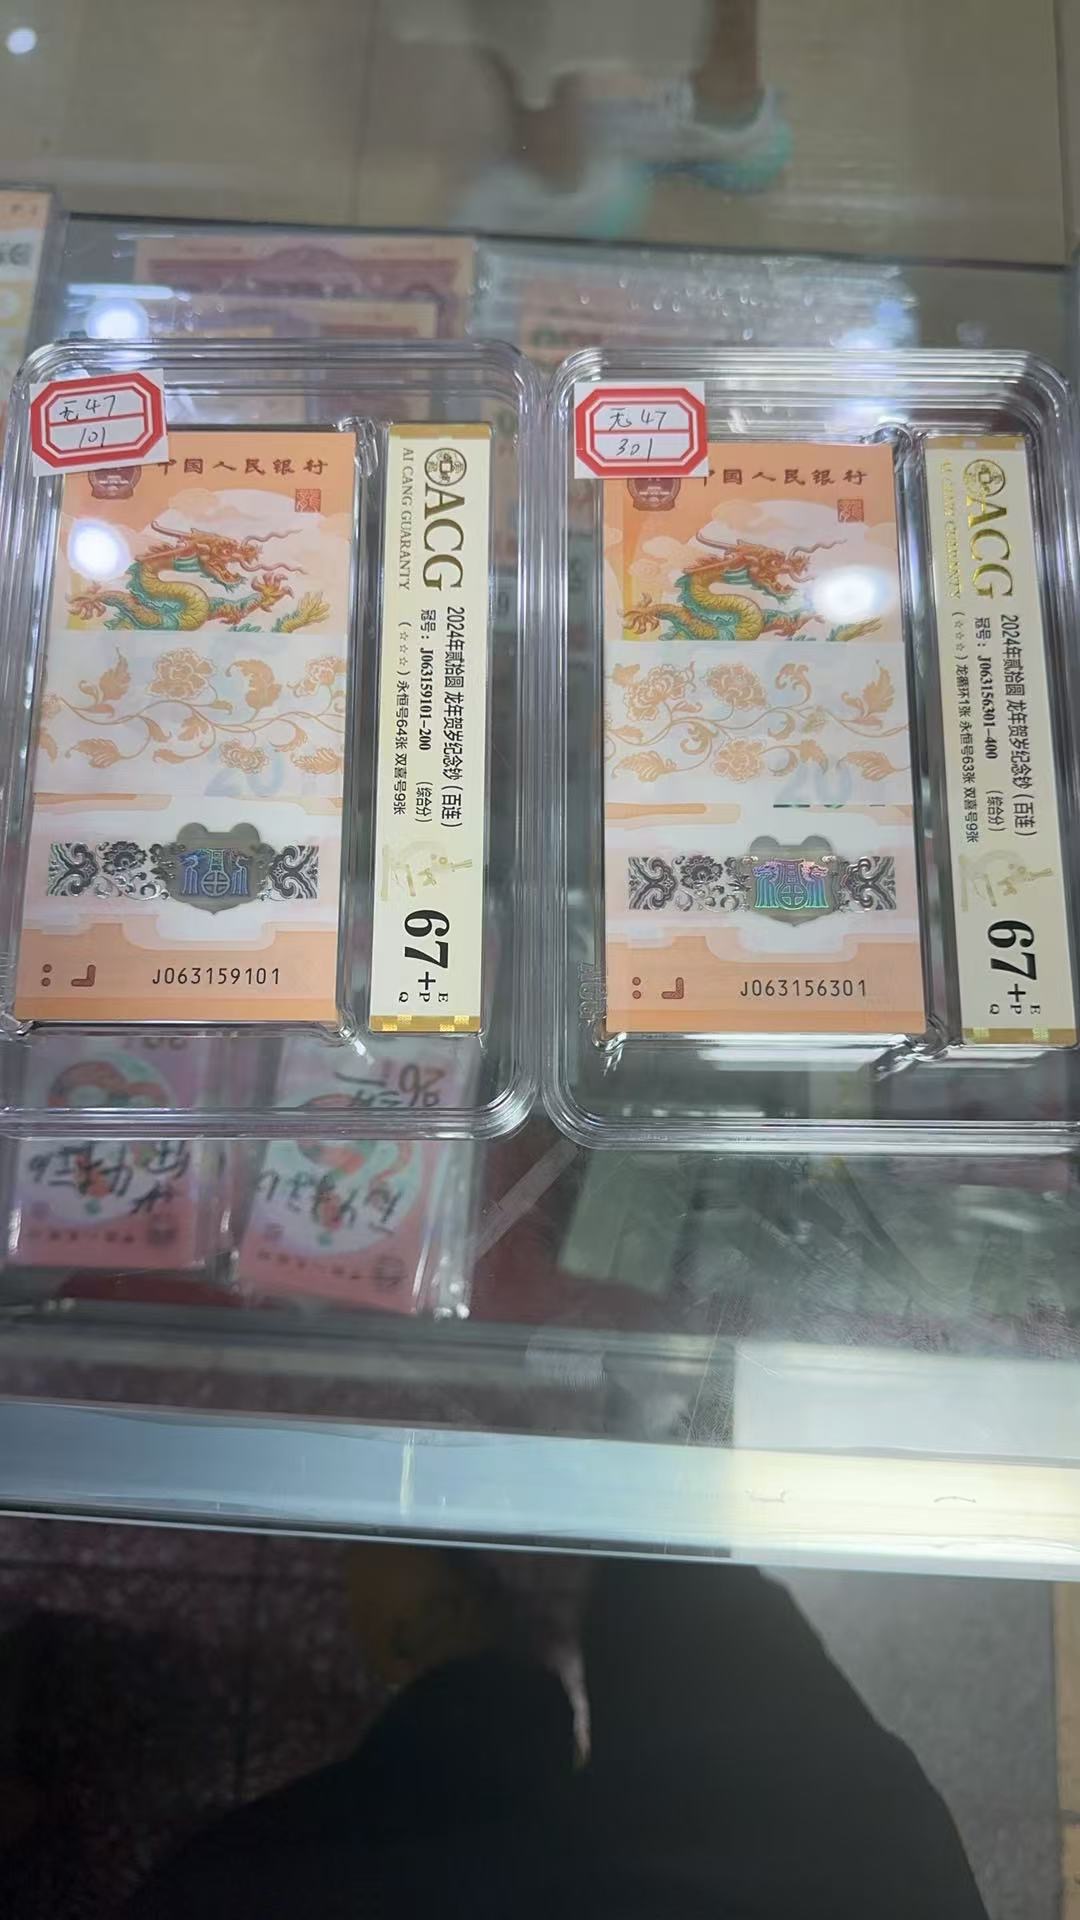 无47
101
中国人民银行
20
J063159101
ACG
AI CANG GUARANTY
2024年贰拾圆 龙年贺岁纪念钞（百连）
冠号：J063159101-200 （综合分）
（☆☆☆）永恒号64张 双喜号9张
67+
E
P
Q
无47
301
中国人民银行
20
J063156301
ACG
AI CANG GUARANTY
2024年贰拾圆 龙年贺岁纪念钞（百连）
冠号：J063156301-400 （综合分）
（☆☆☆）龙循环1张 永恒号63张 双喜号9张
67+
E
P
Q